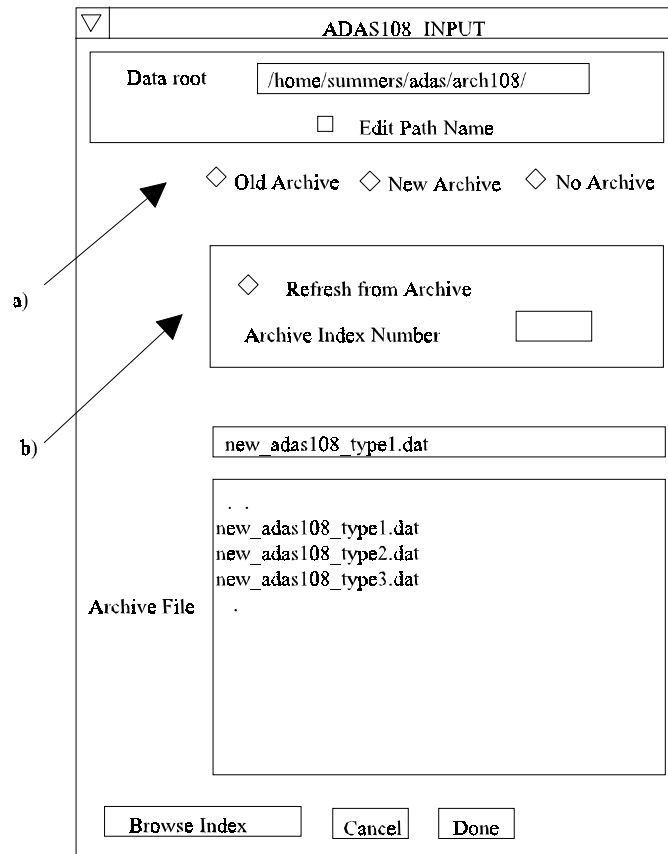 ADAS108 INPUT
Data root /home/summers/adas/arch108/
Edit Path Name
Old Archive New Archive No Archive
a)
Refresh from Archive
Archive Index Number
b)
new_adas108_type1.dat
. .
new_adas108_type1.dat
new_adas108_type2.dat
new_adas108_type3.dat
Archive File .
Browse Index Cancel Done